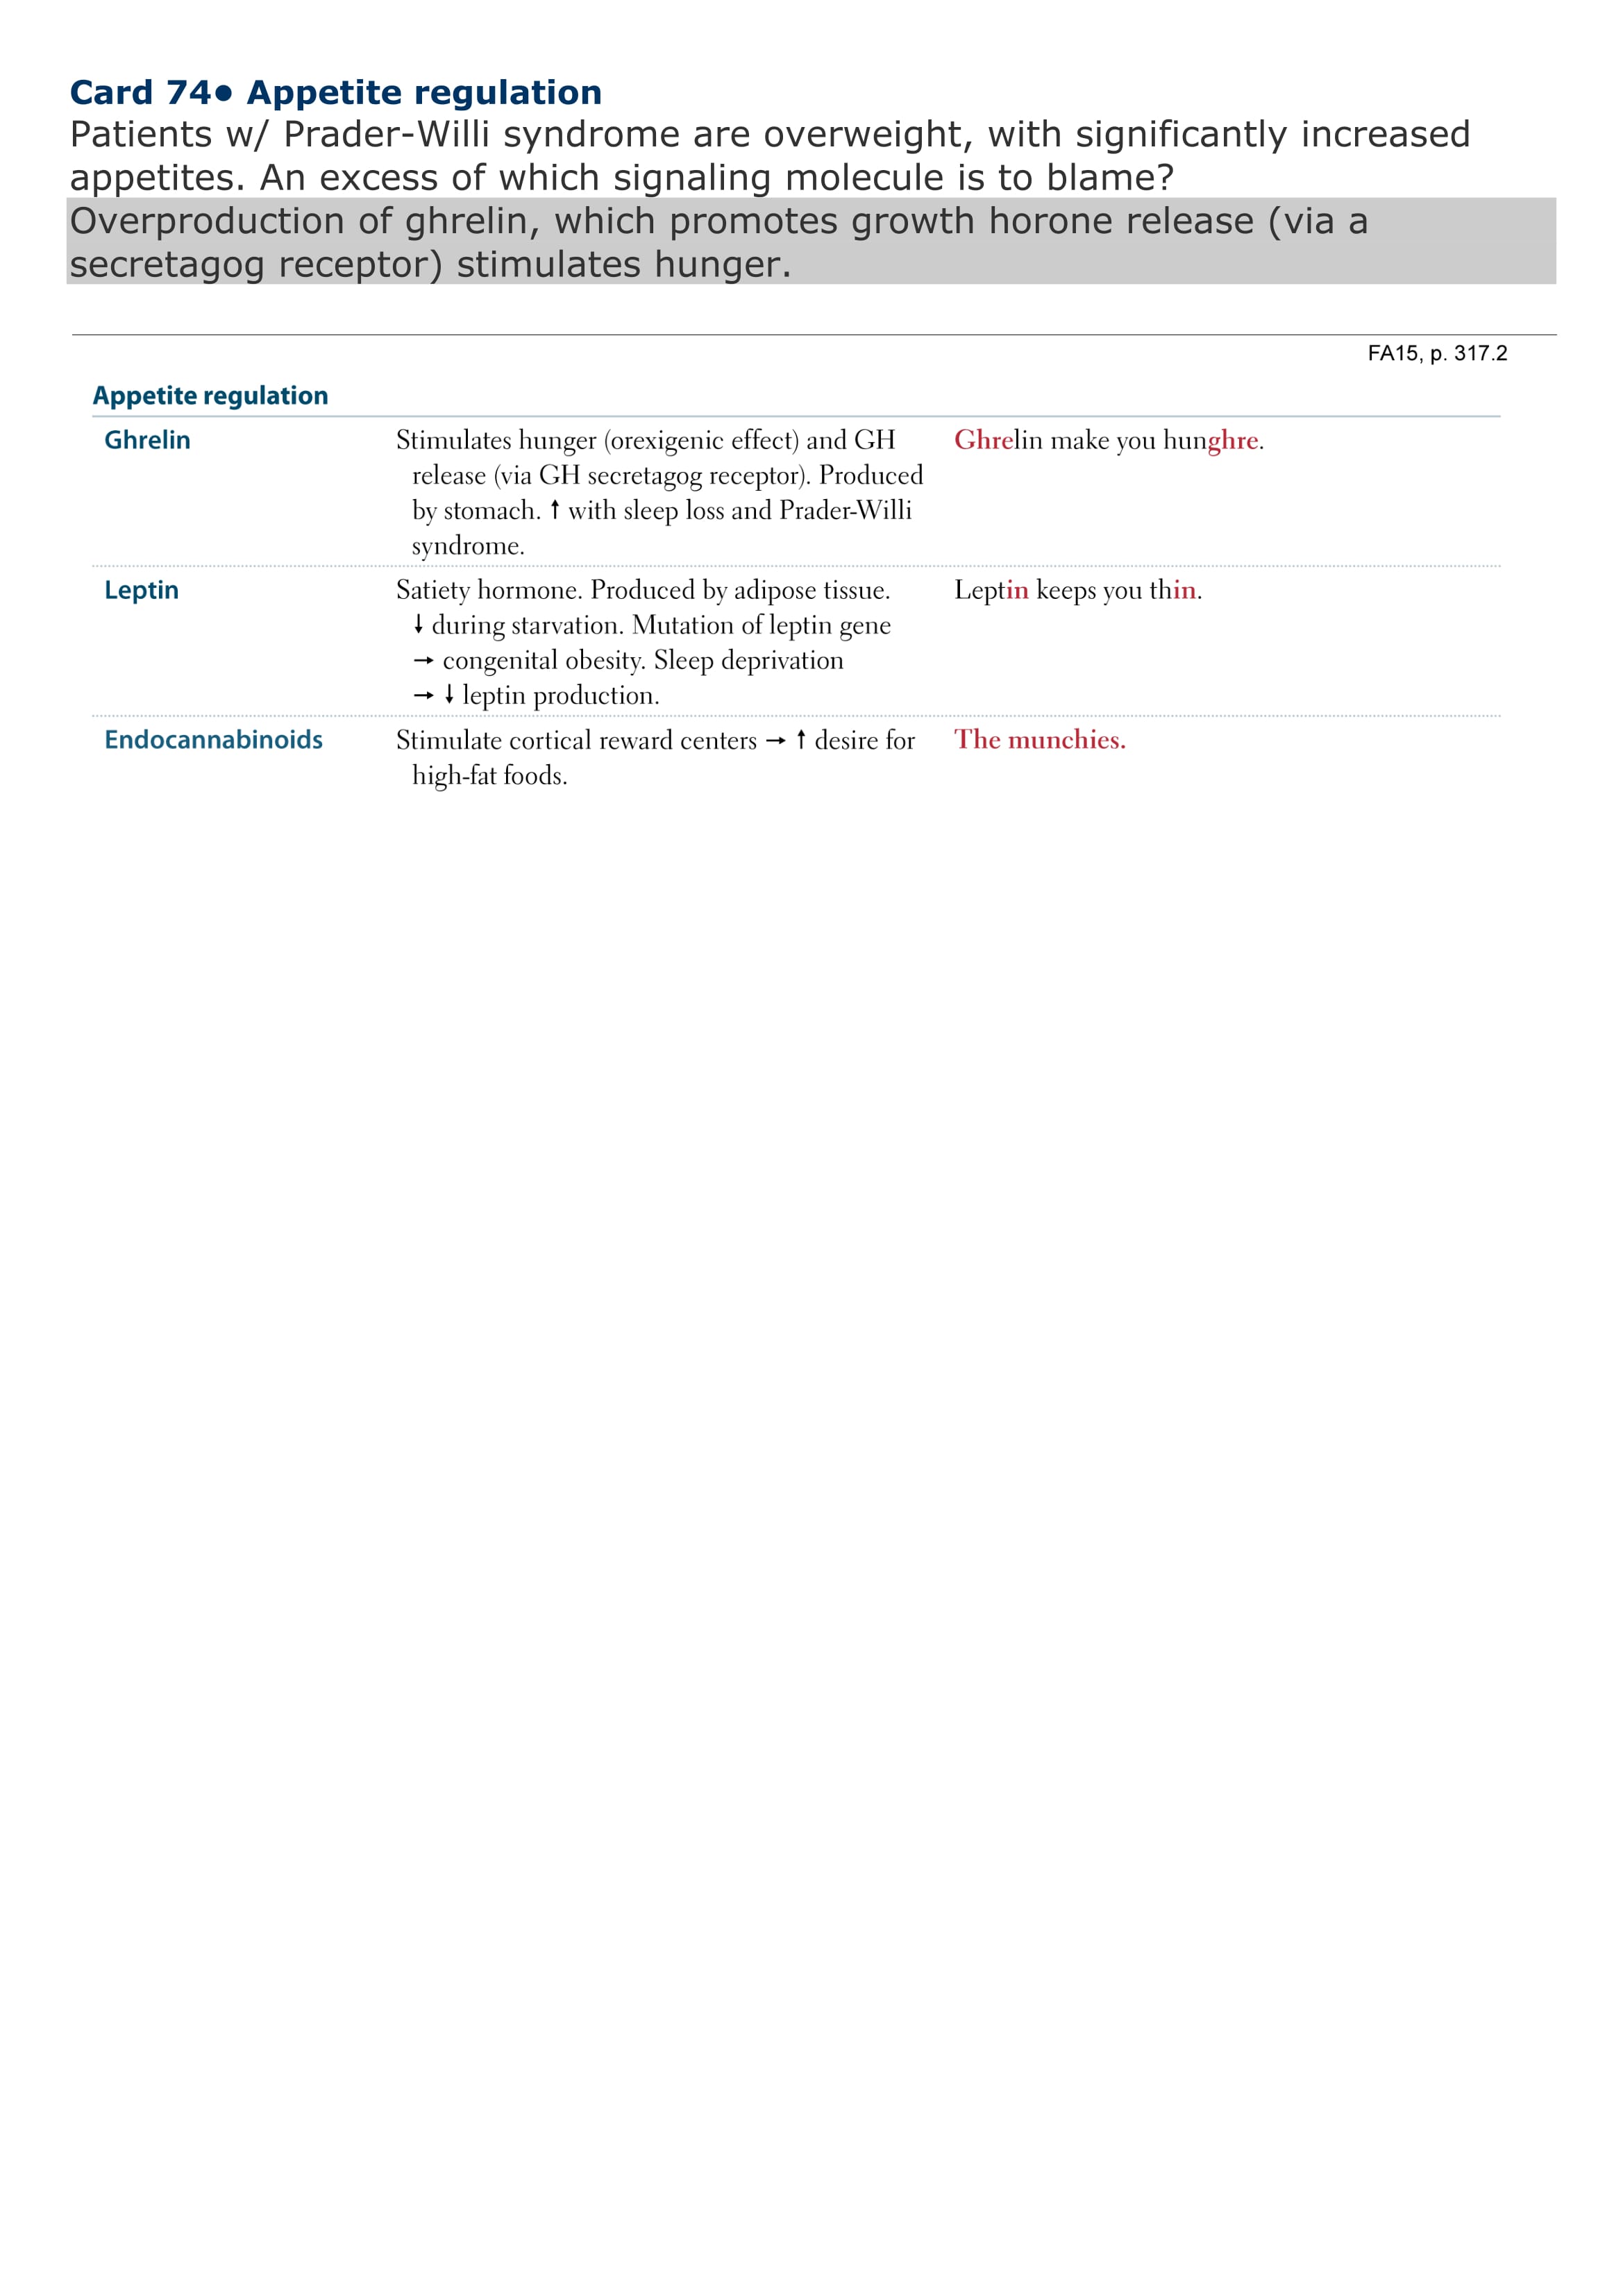 Card 74● Appetite regulation
Patients w/ Prader-Willi syndrome are overweight, with significantly increased
appetites. An excess of which signaling molecule is to blame?
Overproduction of ghrelin, which promotes growth horone release (via a
secretagog receptor) stimulates hunger.
FA15, p. 317.2
Appetite regulation
Ghrelin Stimulates hunger (orexigenic effect) and GH Ghrelin make you hunghre.
release (via GH secretagog receptor). Produced
by stomach. ↑ with sleep loss and Prader-Willi
syndrome.
Leptin Satiety hormone. Produced by adipose tissue. Leptin keeps you thin.
↓ during starvation. Mutation of leptin gene
→ congenital obesity. Sleep deprivation
→ ↓ leptin production.
Endocannabinoids Stimulate cortical reward centers → ↑ desire for The munchies.
high-fat foods.